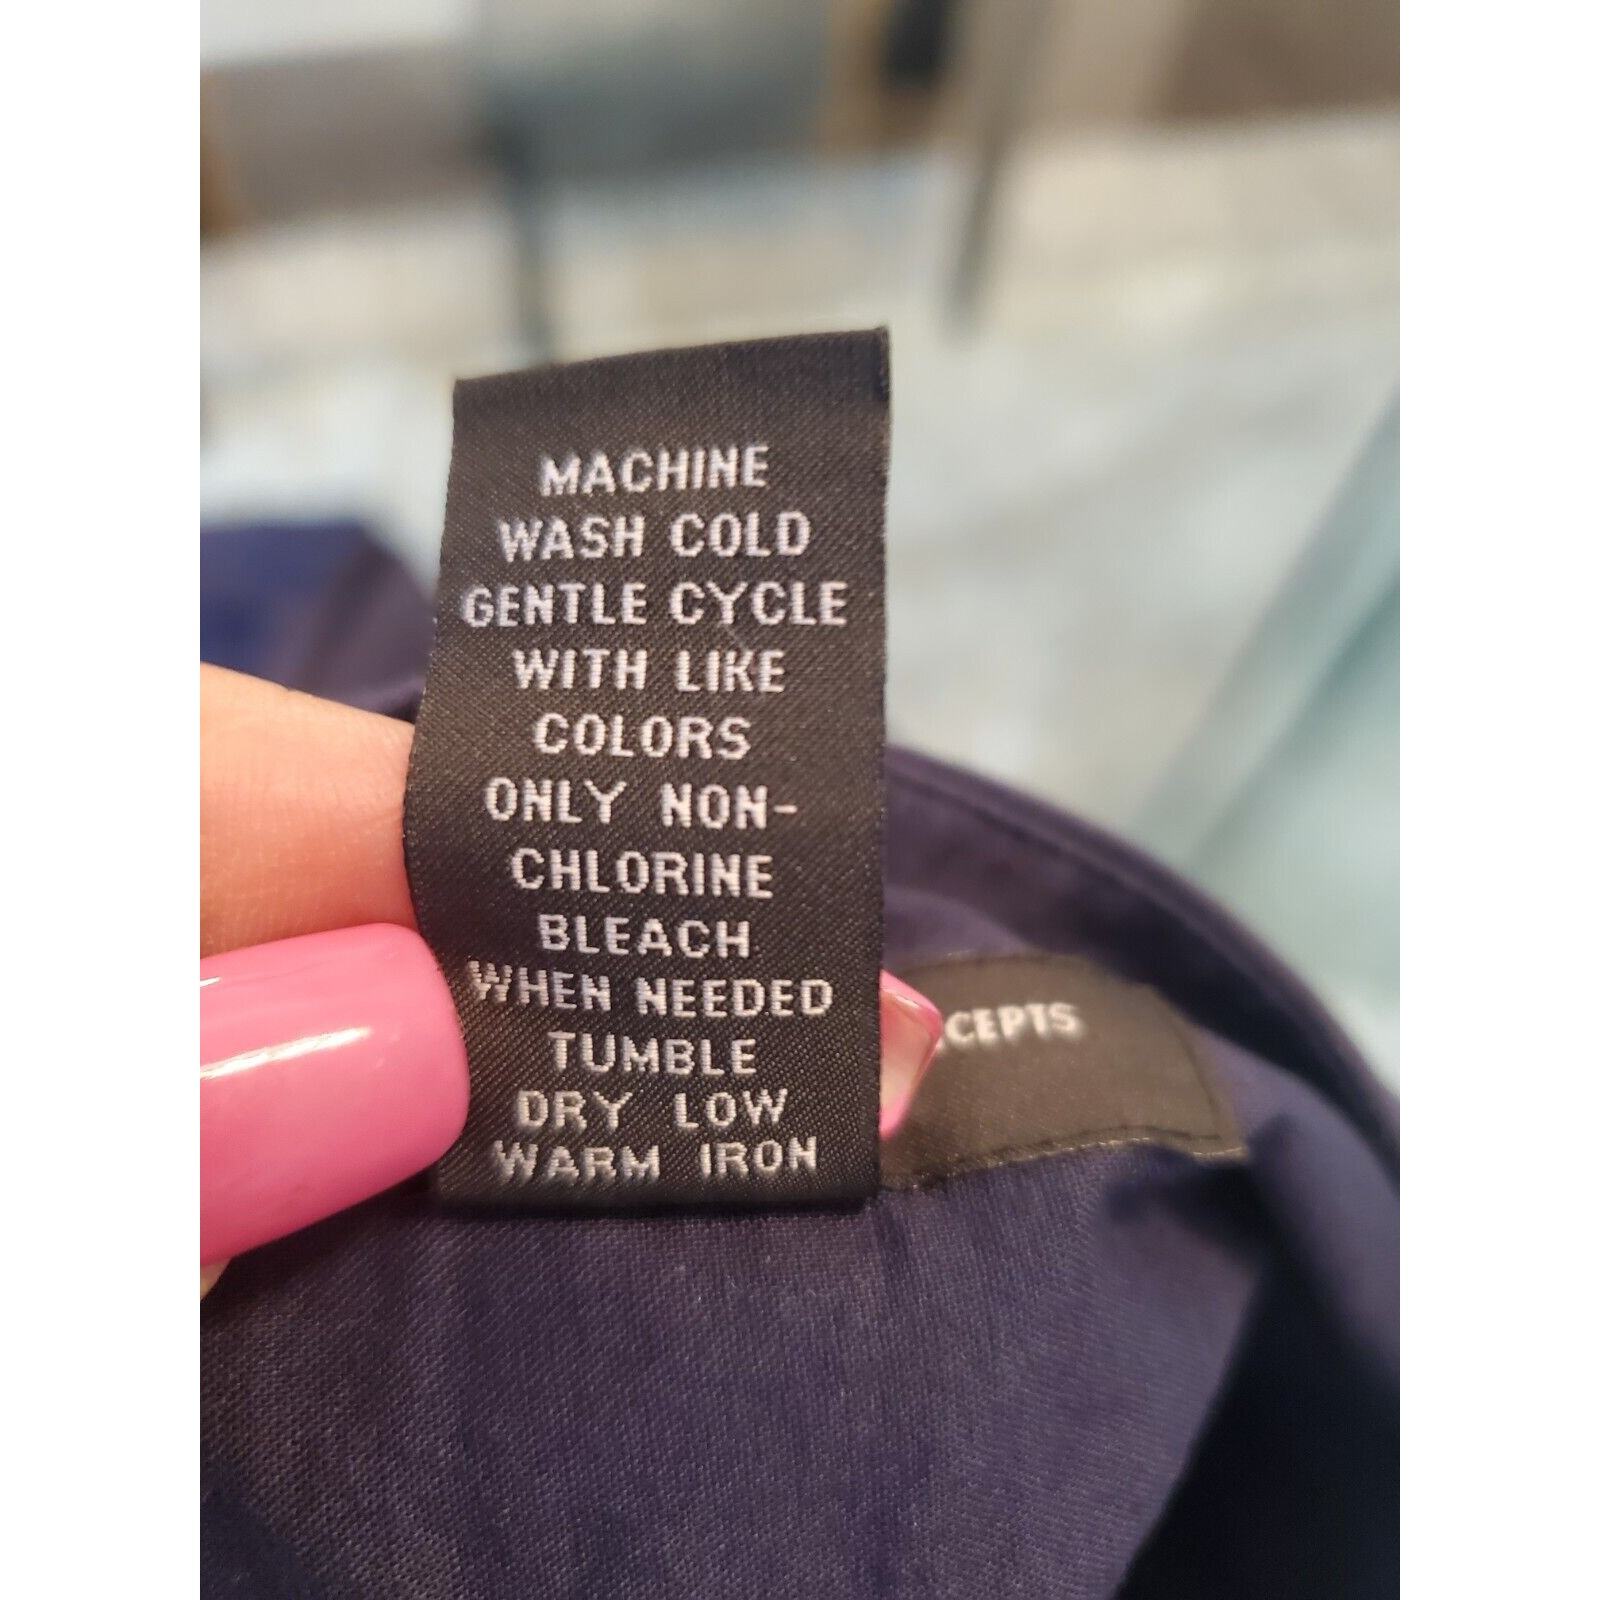 MACHINE
WASH COLD
GENTLE CYCLE
WITH LIKE
COLORS
ONLY NON-
CHLORINE
BLEACH
WHEN NEEDED
TUMBLE
DRY LOW
WARM IRON
CEPTS